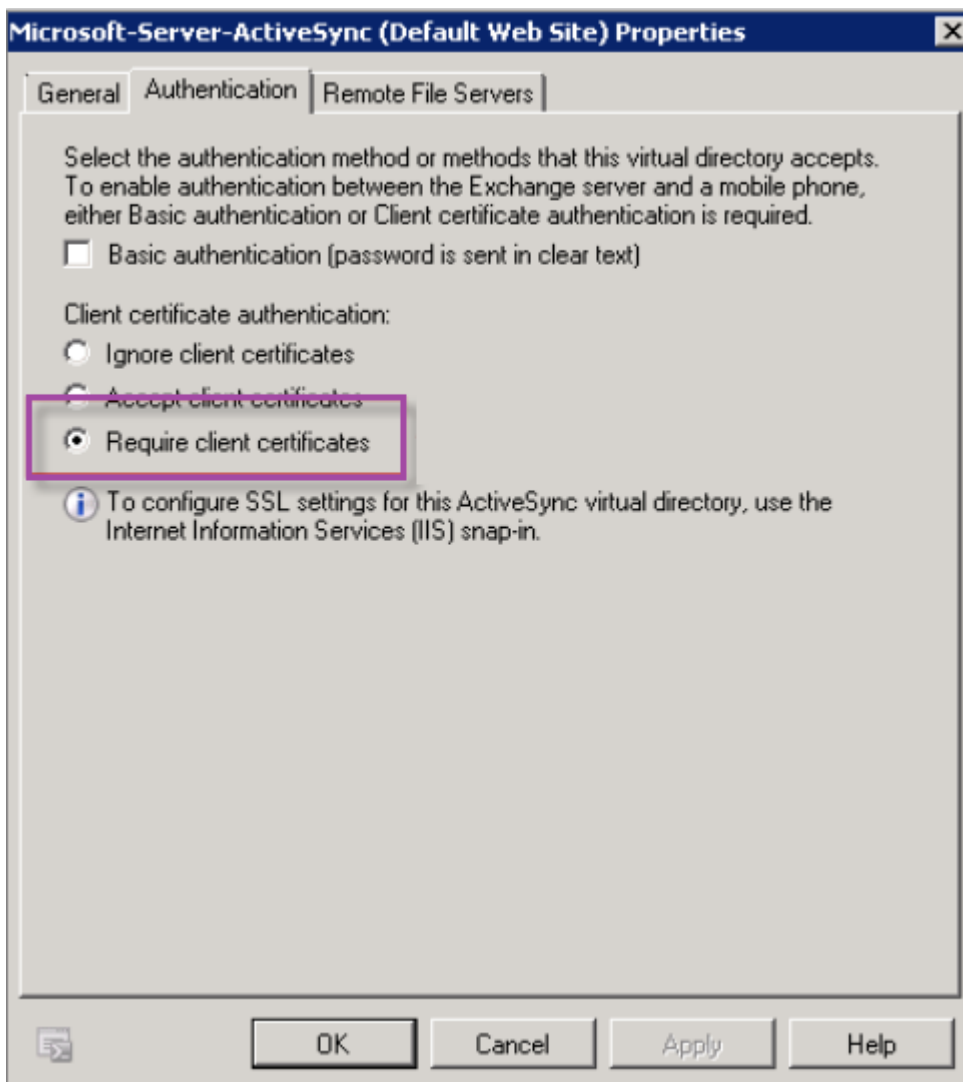 Microsoft-Server-ActiveSync (Default Web Site) Properties
General
Authentication
Remote File Servers
Select the authentication method or methods that this virtual directory accepts.
To enable authentication between the Exchange server and a mobile phone,
either Basic authentication or Client certificate authentication is required.
Basic authentication (password is sent in clear text)
Client certificate authentication:
Ignore client certificates
Accept client certificates
Require client certificates
To configure SSL settings for this ActiveSync virtual directory, use the
Internet Information Services (IIS) snap-in.
OK
Cancel
Apply
Help